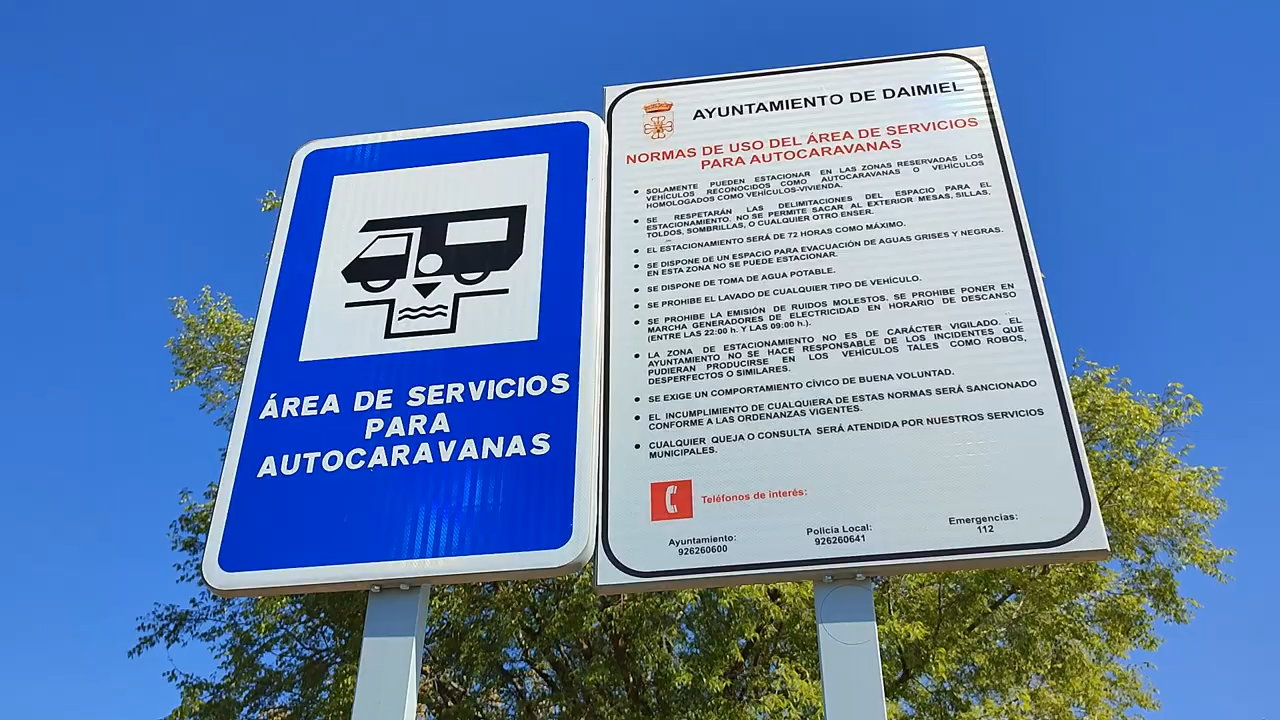 ÁREA DE SERVICIOS
PARA
AUTOCARAVANAS
AYUNTAMIENTO DE DAIMIEL
NORMAS DE USO DEL ÁREA DE SERVICIOS
PARA AUTOCARAVANAS
• SOLAMENTE PUEDEN ESTACIONAR EN LAS ZONAS RESERVADAS LOS
VEHÍCULOS RECONOCIDOS COMO AUTOCARAVANAS O VEHÍCULOS
HOMOLOGADOS COMO VEHÍCULOS-VIVIENDA.
• SE RESPETARÁN LAS DELIMITACIONES DEL ESPACIO PARA EL
ESTACIONAMIENTO. NO SE PERMITE SACAR AL EXTERIOR MESAS, SILLAS,
TOLDOS, SOMBRILLAS, O CUALQUIER OTRO ENSER.
• EL ESTACIONAMIENTO SERÁ DE 72 HORAS COMO MÁXIMO.
• SE DISPONE DE UN ESPACIO PARA EVACUACIÓN DE AGUAS GRISES Y NEGRAS.
EN ESTA ZONA NO SE PUEDE ESTACIONAR.
• SE DISPONE DE TOMA DE AGUA POTABLE.
• SE PROHIBE EL LAVADO DE CUALQUIER TIPO DE VEHÍCULO.
• SE PROHIBE LA EMISIÓN DE RUIDOS MOLESTOS. SE PROHIBE PONER EN
MARCHA GENERADORES DE ELECTRICIDAD EN HORARIO DE DESCANSO
(ENTRE LAS 22:00 h. Y LAS 09:00 h.).
• LA ZONA DE ESTACIONAMIENTO NO ES DE CARÁCTER VIGILADO. EL
AYUNTAMIENTO NO SE HACE RESPONSABLE DE LOS INCIDENTES QUE
PUDIERAN PRODUCIRSE EN LOS VEHÍCULOS TALES COMO ROBOS,
DESPERFECTOS O SIMILARES.
• SE EXIGE UN COMPORTAMIENTO CÍVICO DE BUENA VOLUNTAD.
• EL INCUMPLIMIENTO DE CUALQUIERA DE ESTAS NORMAS SERÁ SANCIONADO
CONFORME A LAS ORDENANZAS VIGENTES.
• CUALQUIER QUEJA O CONSULTA SERÁ ATENDIDA POR NUESTROS SERVICIOS
MUNICIPALES.
Teléfonos de interés:
Ayuntamiento:
926260600
Policía Local:
926260641
Emergencias:
112